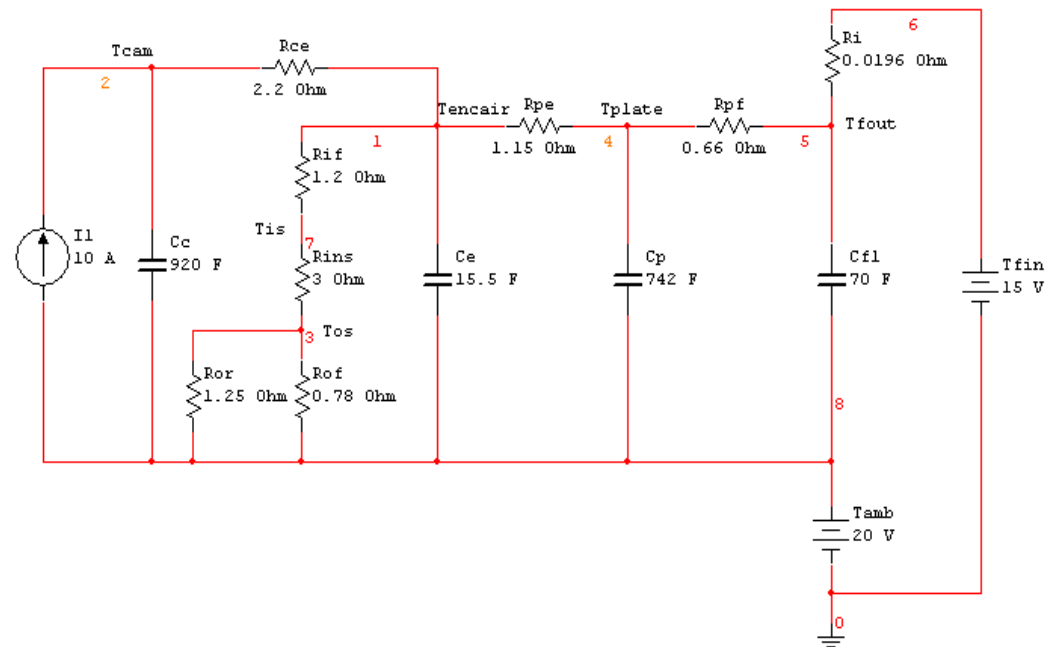 6
Ri
0.0196 Ohm
Tcam
Rce
2
2.2 Ohm
Tencair
Rpe
Tplate
Rpf
Tfout
1
1.15 Ohm
4
0.66 Ohm
5
Rif
1.2 Ohm
Tis
7
I1
10 A
Cc
920 F
Rins
3 Ohm
Ce
15.5 F
Cp
742 F
Cfl
70 F
Tfin
15 V
3
Tos
Ror
1.25 Ohm
Rof
0.78 Ohm
8
Tamb
20 V
0